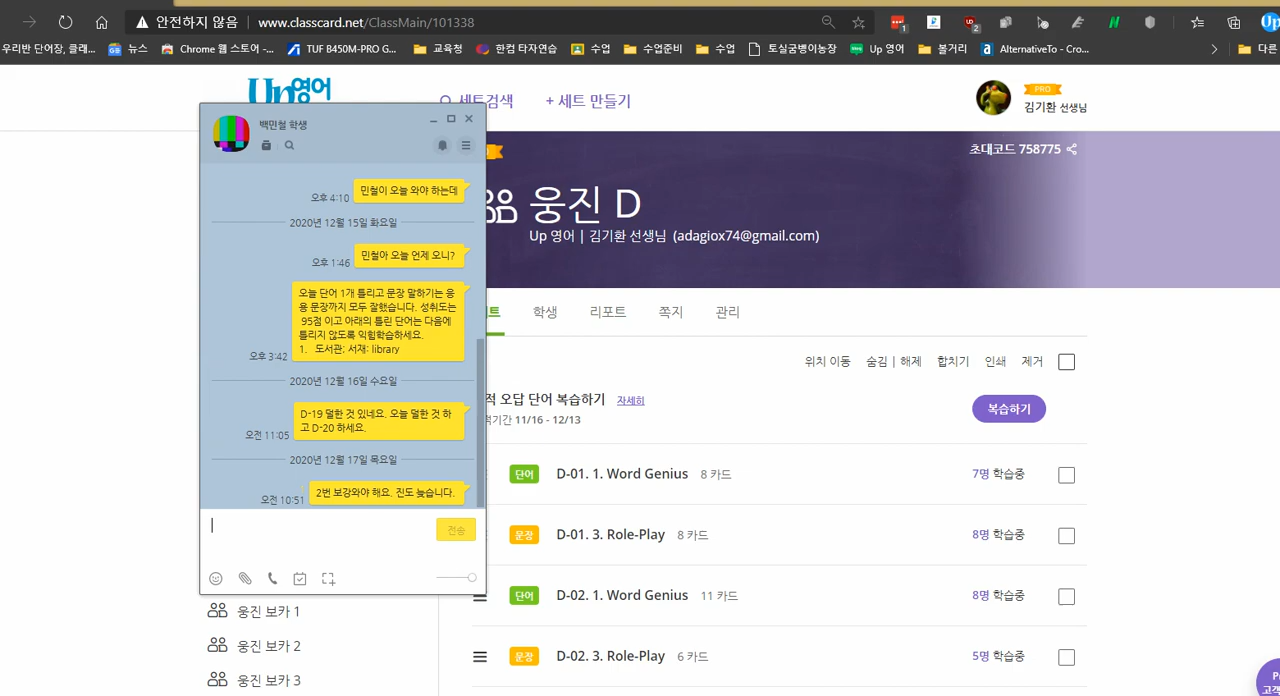 안전하지 않음 www.classcard.net/ClassMain/101338
1
2
Up
우리반 단어장, 클래...
뉴스
Chrome 웹 스토어 -...
TUF B450M-PRO G...
교육청
한컴 타자연습
수업
수업준비
수업
토실굼벵이농장
Up 영어
볼거리
AlternativeTo - Cro...
다른
Up영어
세트검색
+ 세트 만들기
PRO
김기환 선생님
초대코드 758775
웅진 D
Up 영어 | 김기환 선생님 (adagiox74@gmail.com)
트
학생
리포트
쪽지
관리
위치 이동
숨김 | 해제
합치기
인쇄
제거
적 오답 단어 복습하기 자세히
적기간 11/16 - 12/13
복습하기
단어 D-01. 1. Word Genius 8 카드 7명 학습중
문장 D-01. 3. Role-Play 8 카드 8명 학습중
단어 D-02. 1. Word Genius 11 카드 8명 학습중
문장 D-02. 3. Role-Play 6 카드 5명 학습중
백민철 학생
민철이 오늘 와야 하는데
오후 4:10
2020년 12월 15일 화요일
민철아 오늘 언제 오니?
오후 1:46
오늘 단어 1개 틀리고 문장 말하기는 응
용 문장까지 모두 잘했습니다. 성취도는
95점 이고 아래의 틀린 단어는 다음에
틀리지 않도록 익힘학습하세요.
1. 도서관; 서재: library
오후 3:42
2020년 12월 16일 수요일
D-19 덜한 것 있네요. 오늘 덜한 것 하
고 D-20 하세요.
오전 11:05
2020년 12월 17일 목요일
2번 보강와야 해요. 진도 늦습니다.
오전 10:51
전송
웅진 보카 1
웅진 보카 2
웅진 보카 3